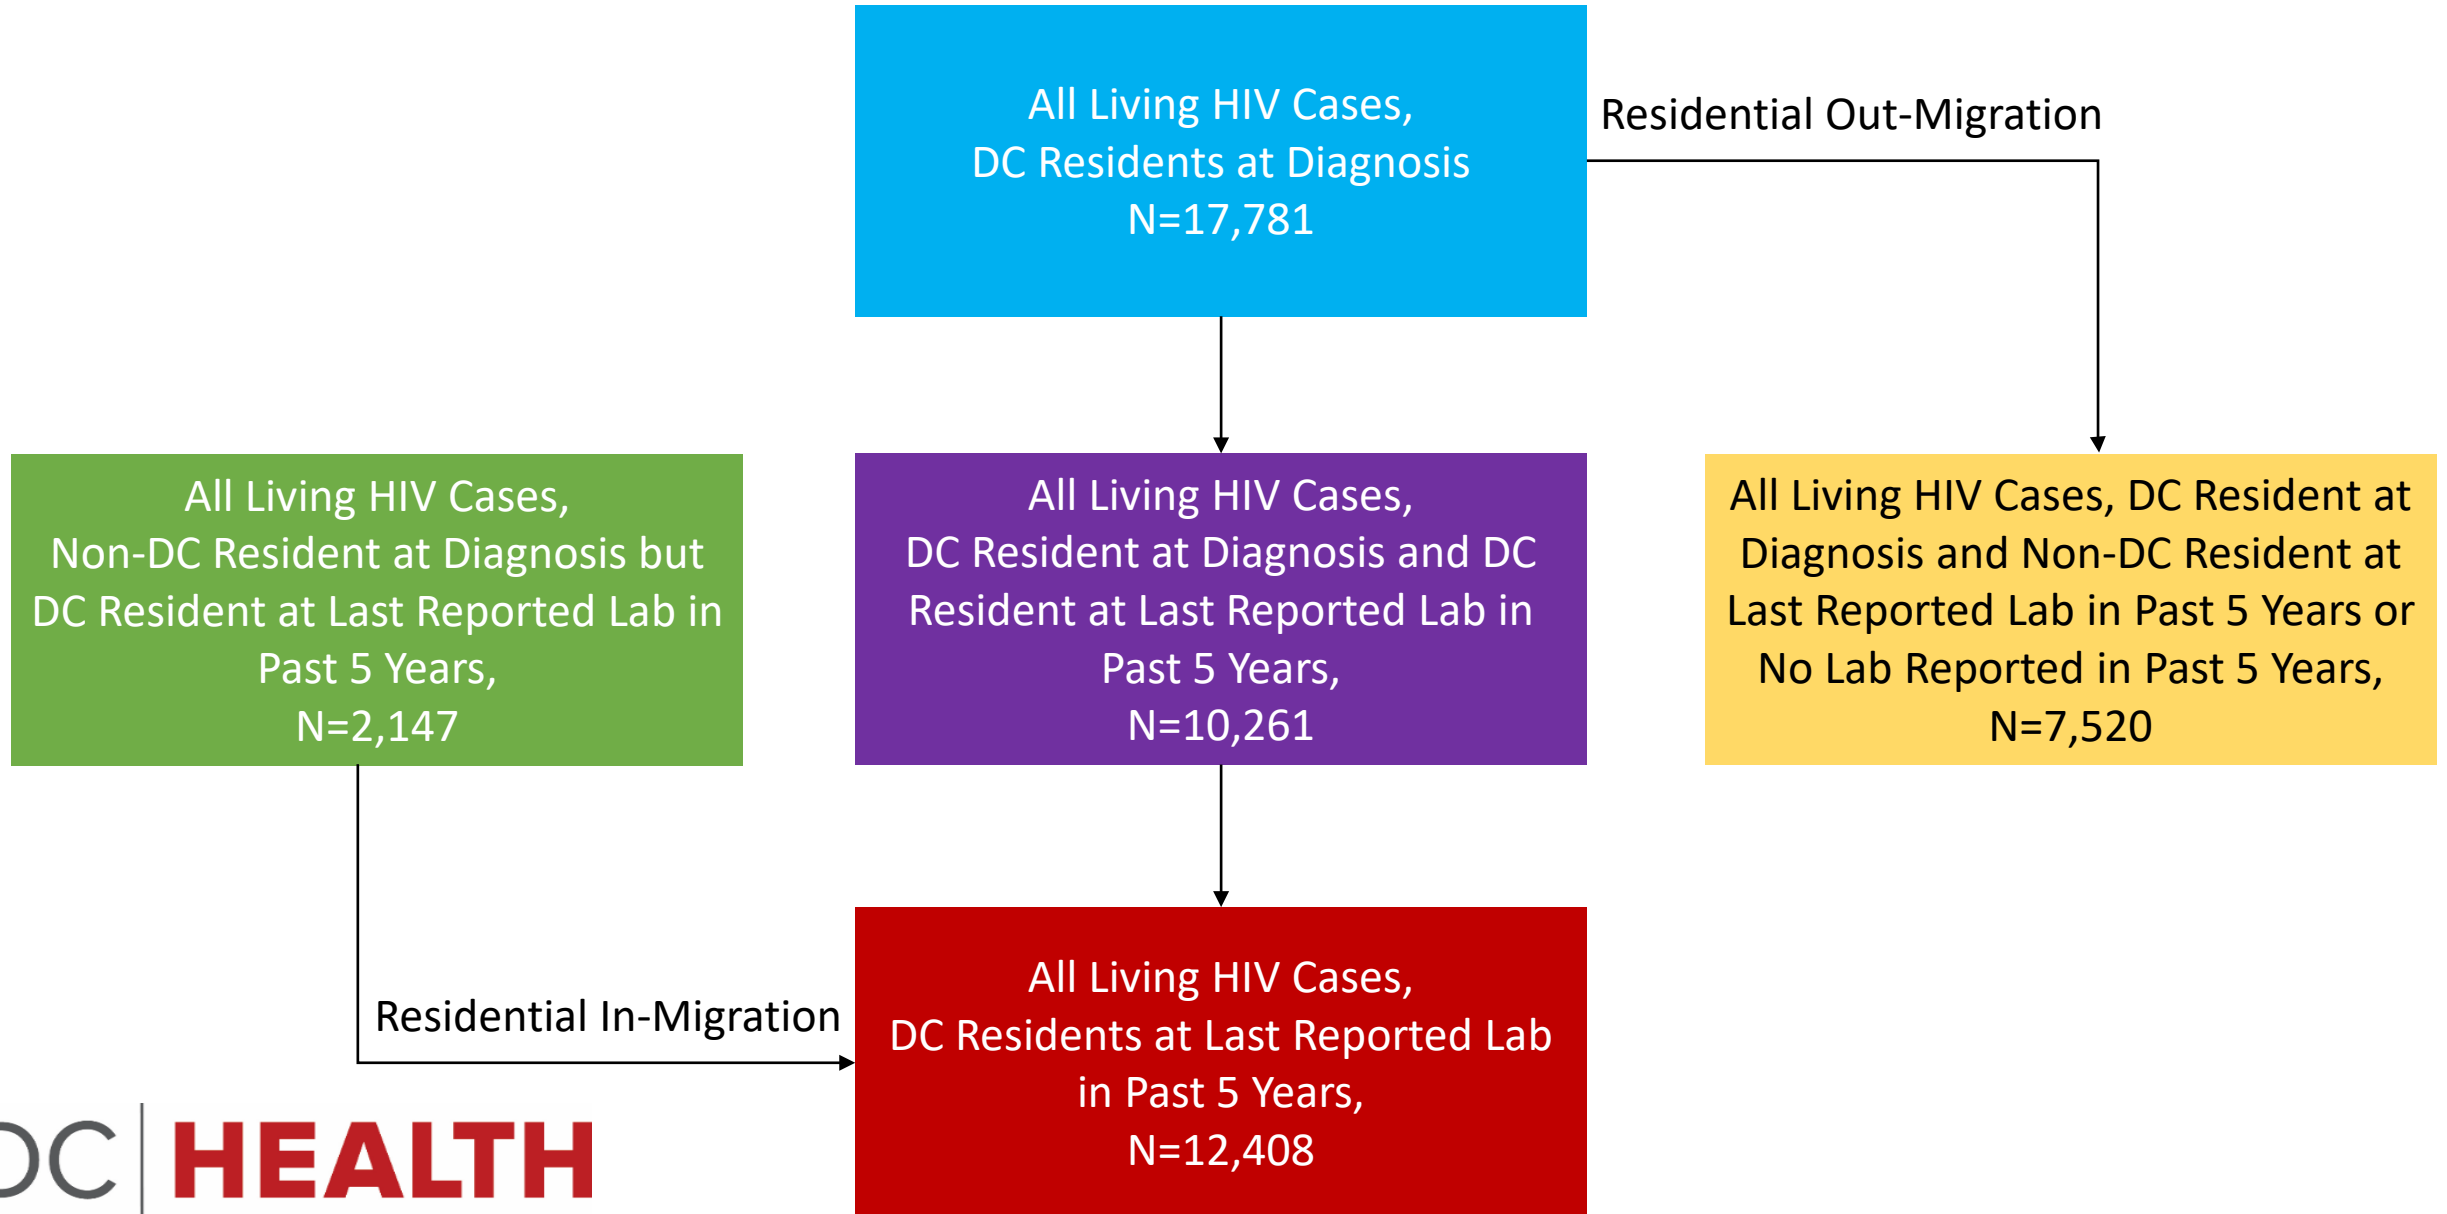 All Living HIV Cases,
DC Residents at Diagnosis
N=17,781
Residential Out-Migration
All Living HIV Cases,
Non-DC Resident at Diagnosis but
DC Resident at Last Reported Lab in
Past 5 Years,
N=2,147
All Living HIV Cases,
DC Resident at Diagnosis and DC
Resident at Last Reported Lab in
Past 5 Years,
N=10,261
All Living HIV Cases, DC Resident at
Diagnosis and Non-DC Resident at
Last Reported Lab in Past 5 Years or
No Lab Reported in Past 5 Years,
N=7,520
Residential In-Migration
All Living HIV Cases,
DC Residents at Last Reported Lab
in Past 5 Years,
N=12,408
DC HEALTH